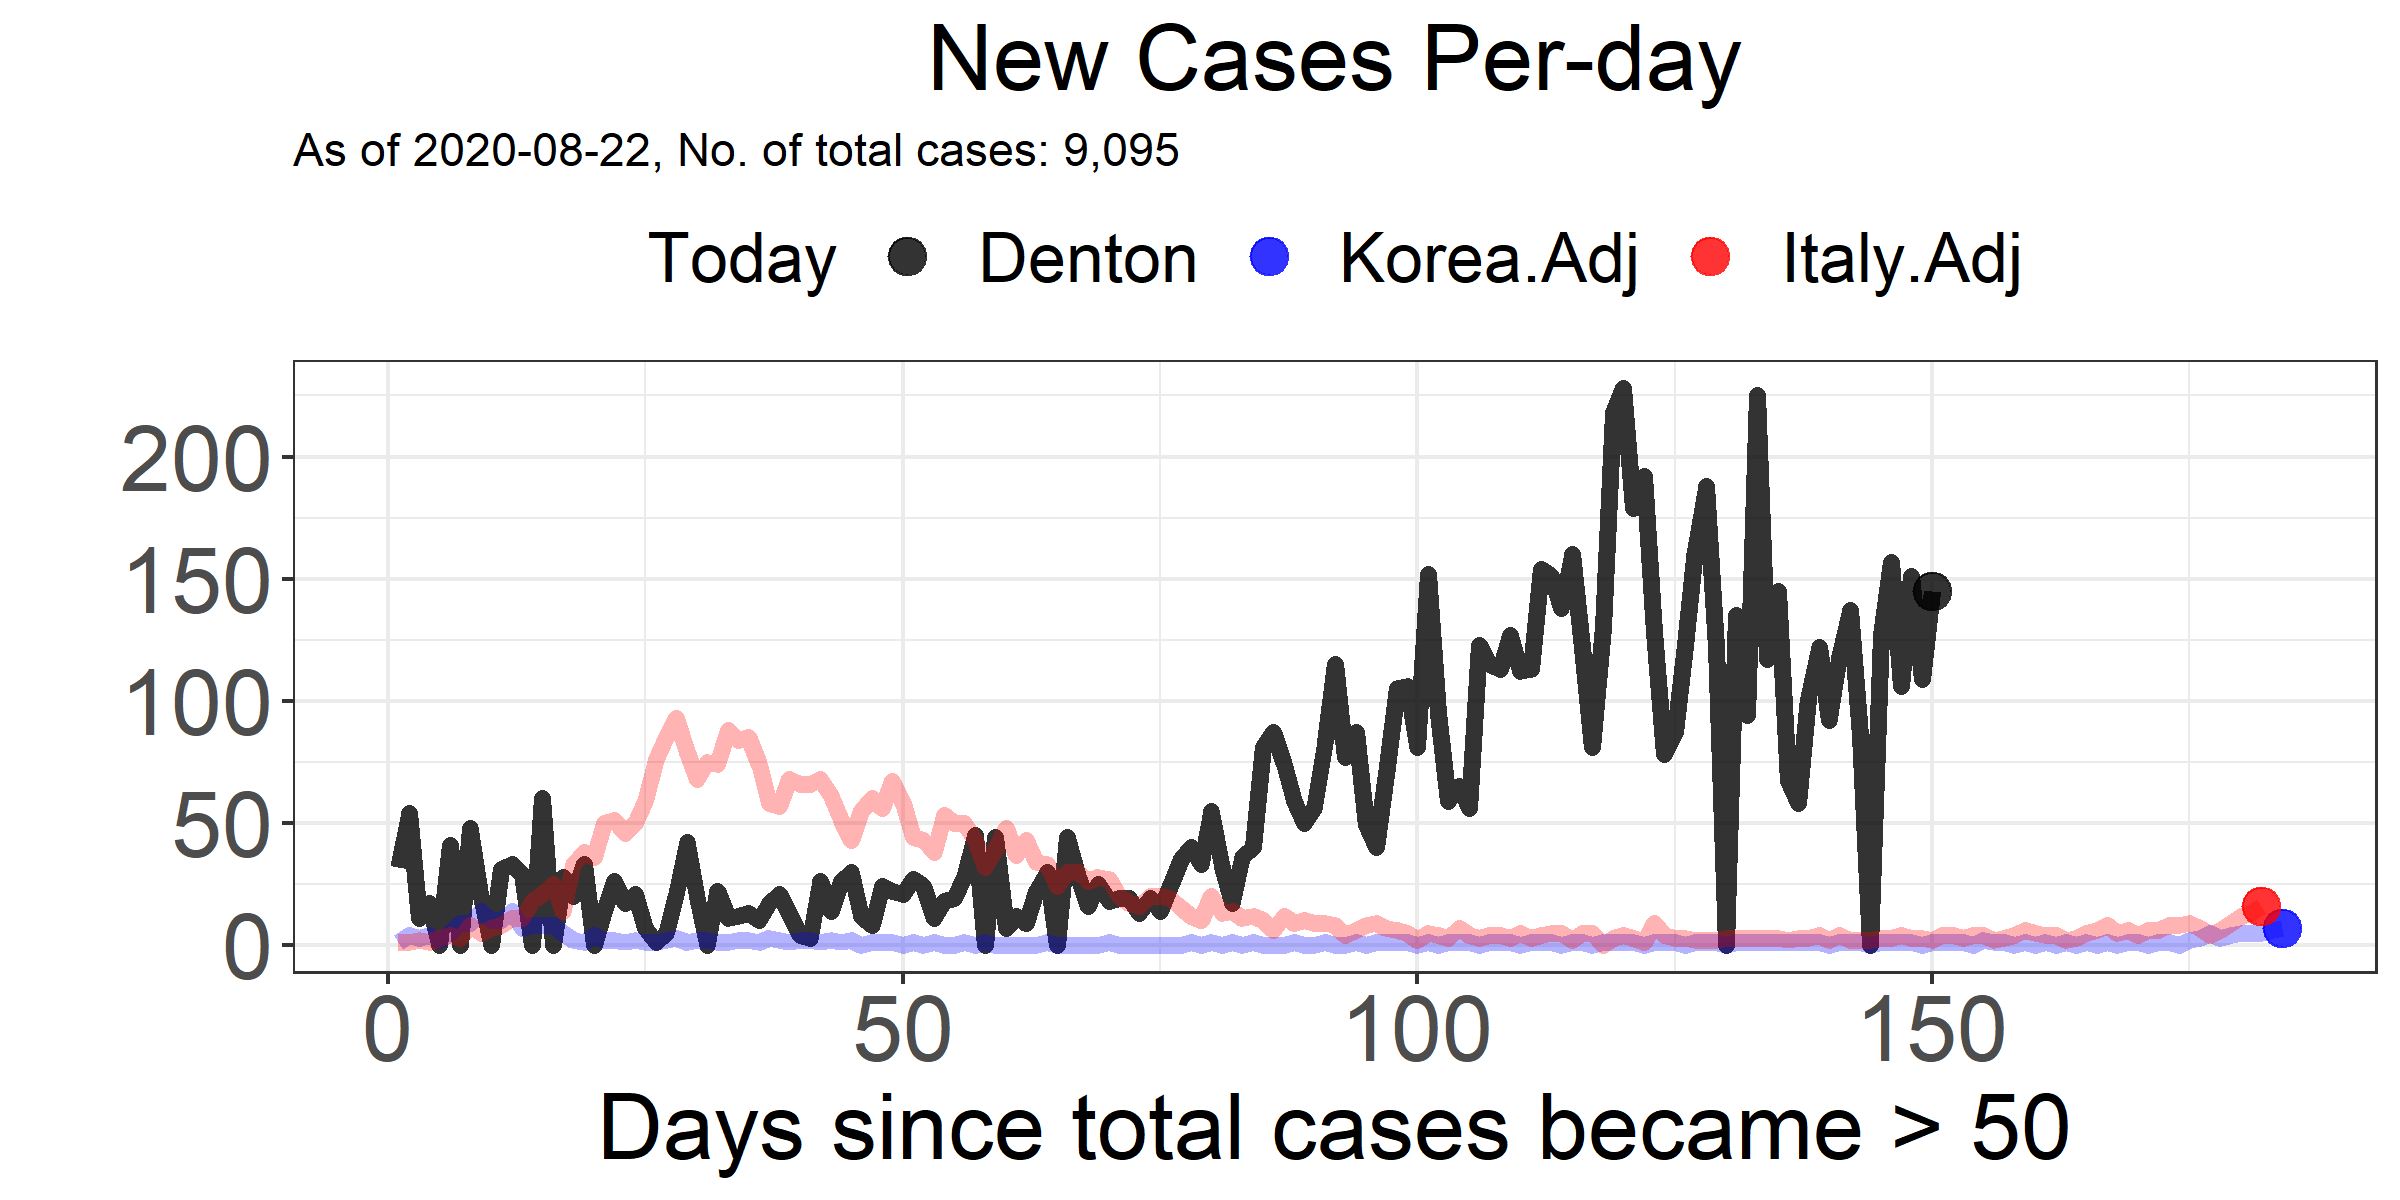 New Cases Per-day
As of 2020-08-22, No. of total cases: 9,095
Today Denton Korea.Adj Italy.Adj
200
150
100
50
0
0 50 100 150
Days since total cases became > 50